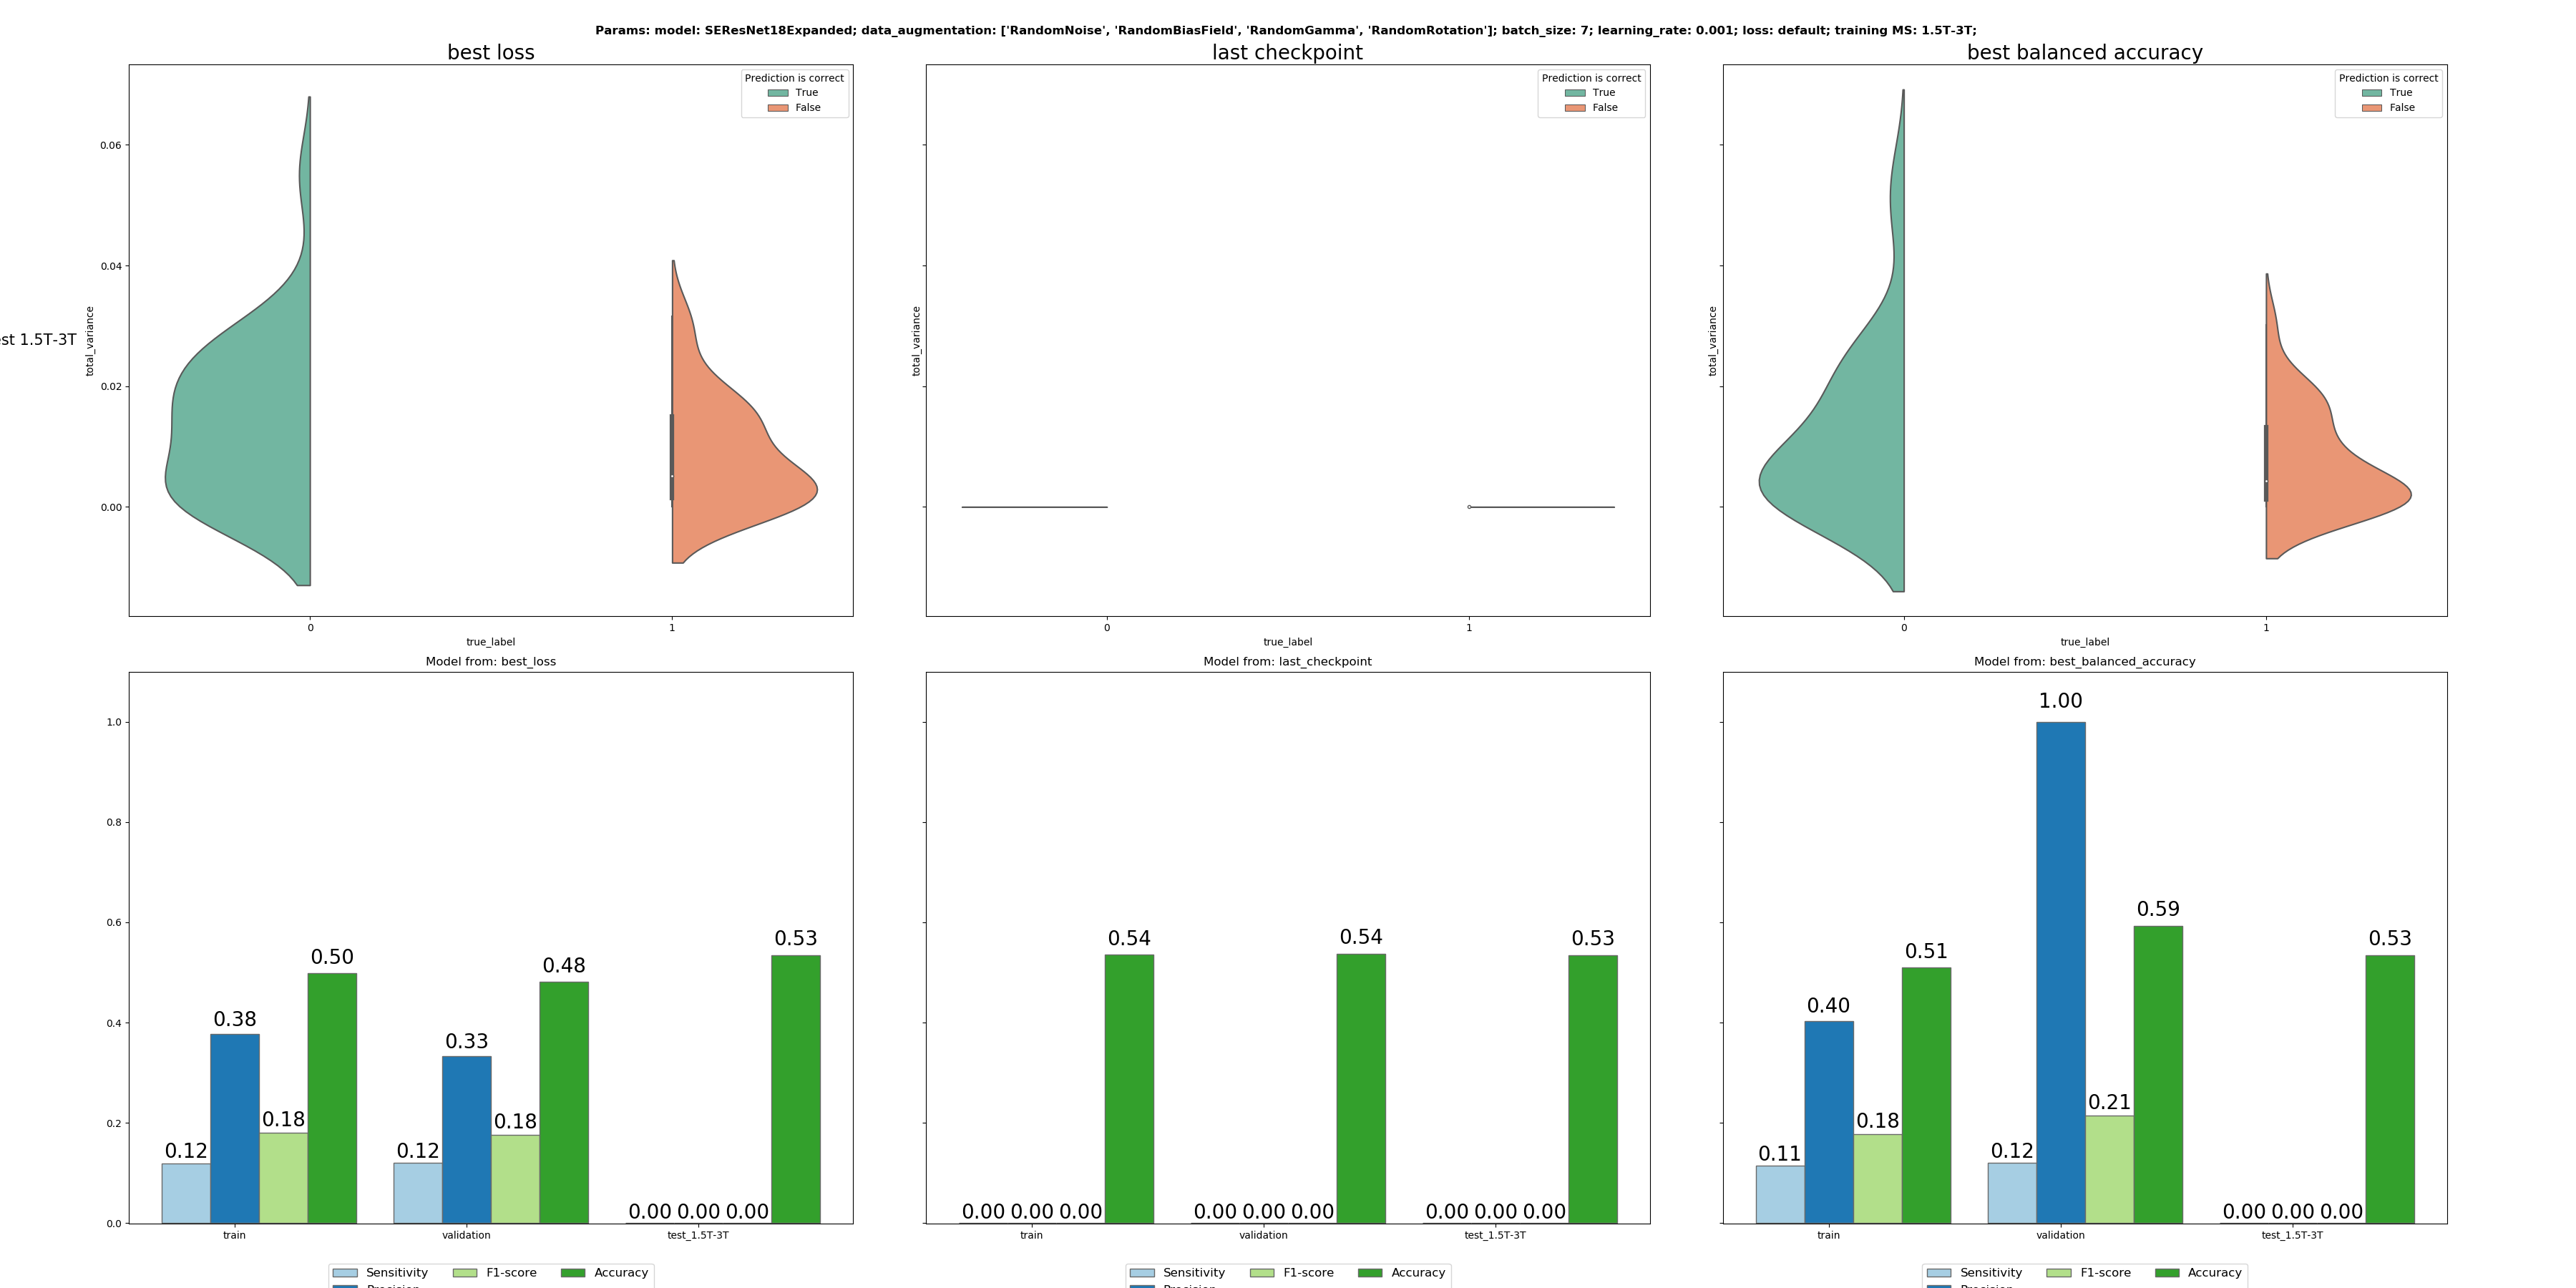 Params: model: SEResNet18Expanded; data_augmentation: ['RandomNoise', 'RandomBiasField', 'RandomGamma', 'RandomRotation']; batch_size: 7; learning_rate: 0.001; loss: default; training MS: 1.5T-3T;
best loss
last checkpoint
best balanced accuracy
Prediction is correct
True
False
Prediction is correct
True
False
Prediction is correct
True
False
0.06
0.04
0.02
0.00
est 1.5T-3T
total_variance
total_variance
total_variance
0
1
0
1
0
1
true_label
true_label
true_label
Model from: best_loss
Model from: last_checkpoint
Model from: best_balanced_accuracy
1.0
0.8
0.6
0.4
0.2
0.0
0.12
0.38
0.18
0.50
0.12
0.33
0.18
0.48
0.00 0.00 0.00
0.53
0.00 0.00 0.00
0.54
0.00 0.00 0.00
0.54
0.00 0.00 0.00
0.53
0.11
0.40
0.18
0.51
0.12
1.00
0.21
0.59
0.00 0.00 0.00
0.53
train
validation
test_1.5T-3T
train
validation
test_1.5T-3T
train
validation
test_1.5T-3T
Sensitivity
F1-score
Accuracy
Precision
Sensitivity
F1-score
Accuracy
Precision
Sensitivity
F1-score
Accuracy
Precision